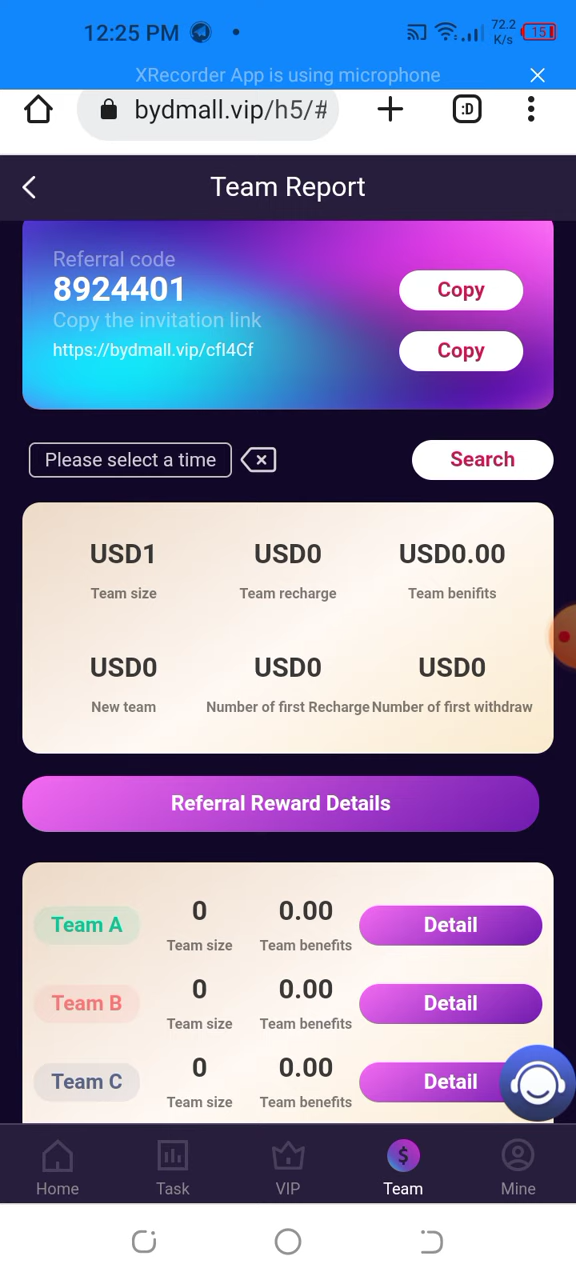 12:25 PM
72.2
K/s
15
XRecorder App is using microphone
bydmall.vip/h5/#
:D
Team Report
Referral code
8924401
Copy
Copy the invitation link
https://bydmall.vip/cfI4Cf
Copy
Please select a time
Search
USD1 USD0 USD0.00
Team size Team recharge Team benifits
USD0 USD0 USD0
New team Number of first Recharge Number of first withdraw
Referral Reward Details
Team A 0 0.00 Detail
Team size Team benefits
Team B 0 0.00 Detail
Team size Team benefits
Team C 0 0.00 Detail
Team size Team benefits
$
Home Task VIP Team Mine